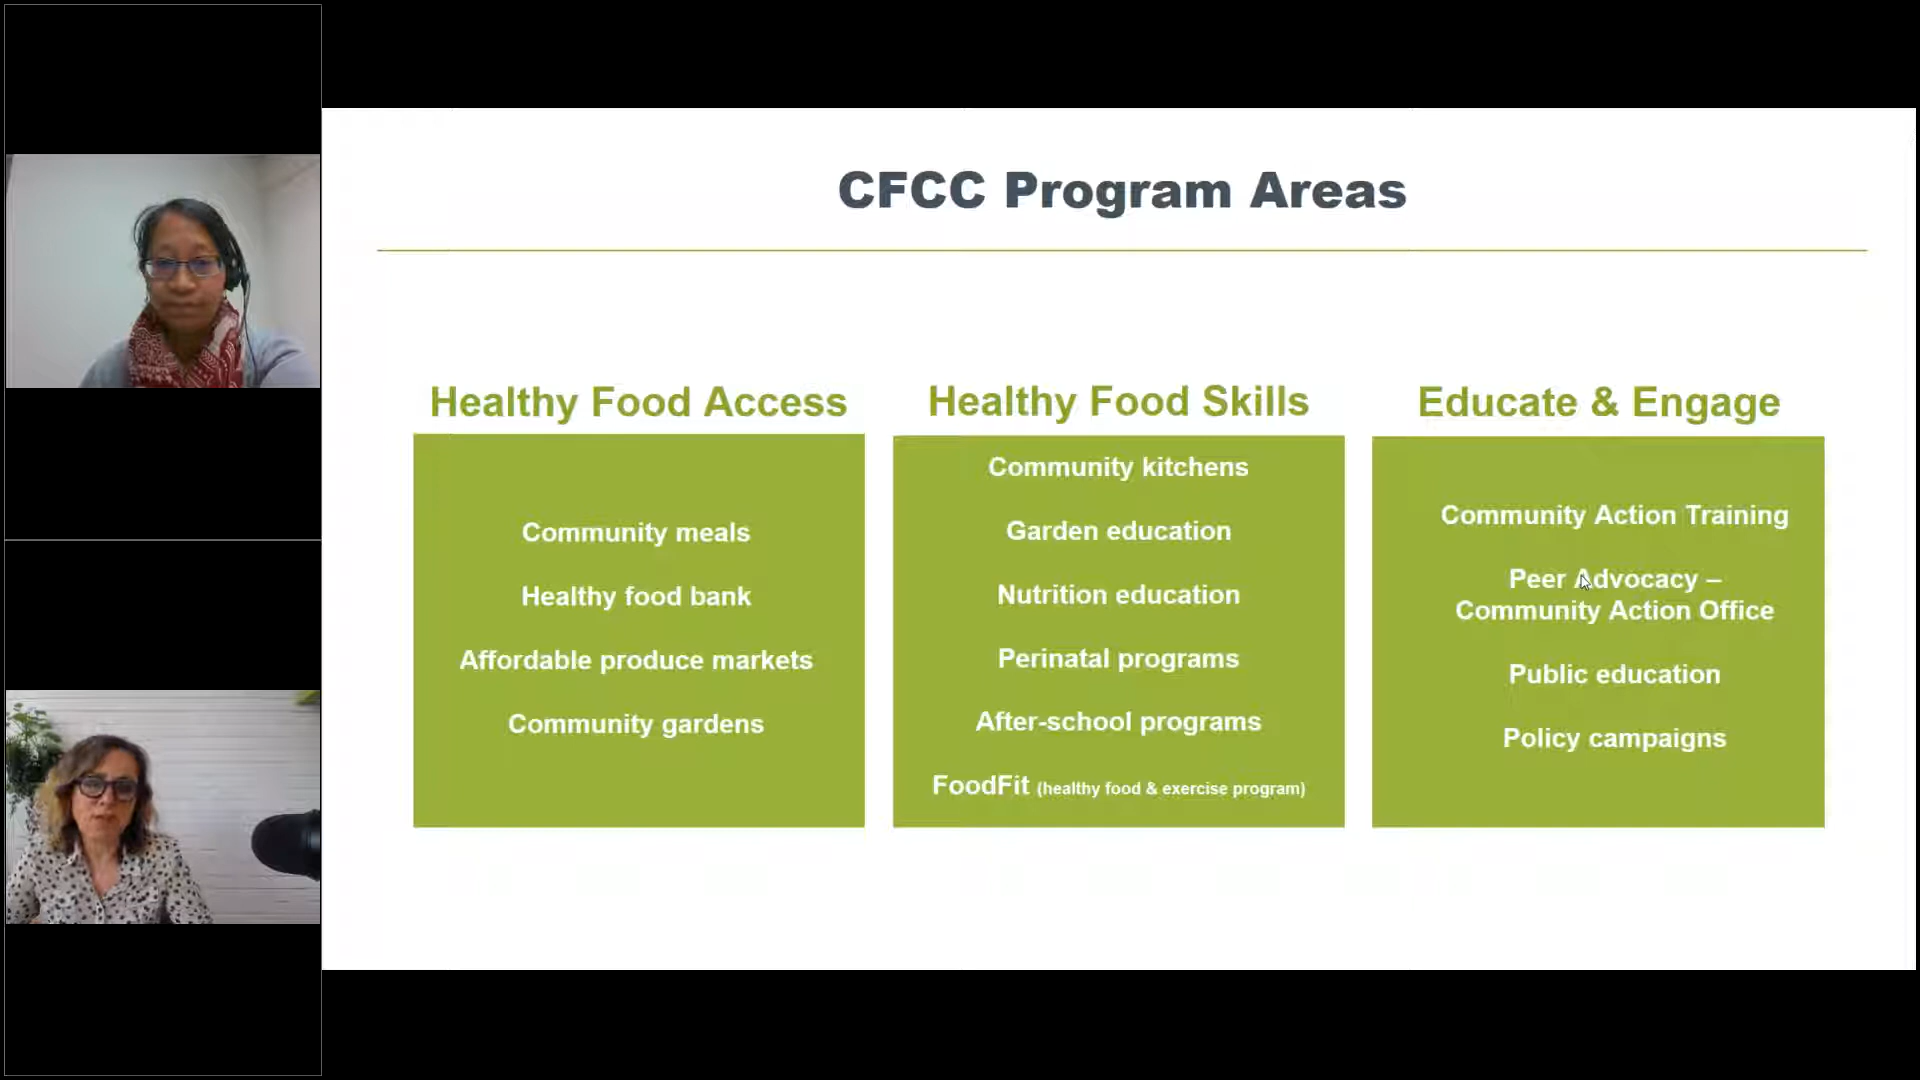 CFCC Program Areas
Healthy Food Access
Community meals
Healthy food bank
Affordable produce markets
Community gardens
Healthy Food Skills
Community kitchens
Garden education
Nutrition education
Perinatal programs
After-school programs
FoodFit (healthy food & exercise program)
Educate & Engage
Community Action Training
Peer Advocacy –
Community Action Office
Public education
Policy campaigns